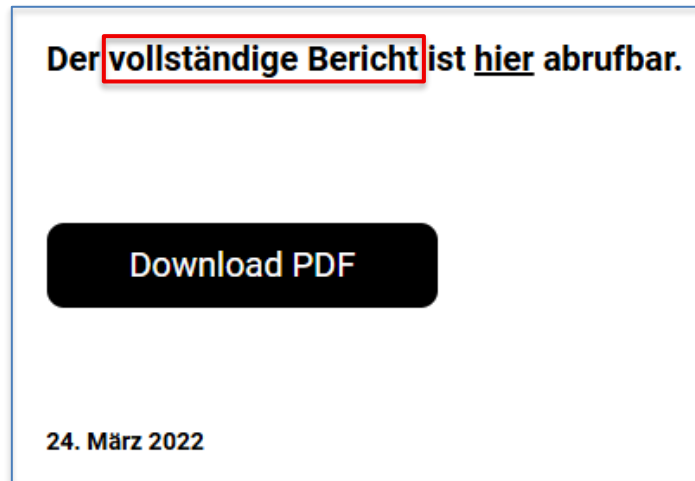 Der vollständige Bericht ist hier abrufbar.
Download PDF
24. März 2022